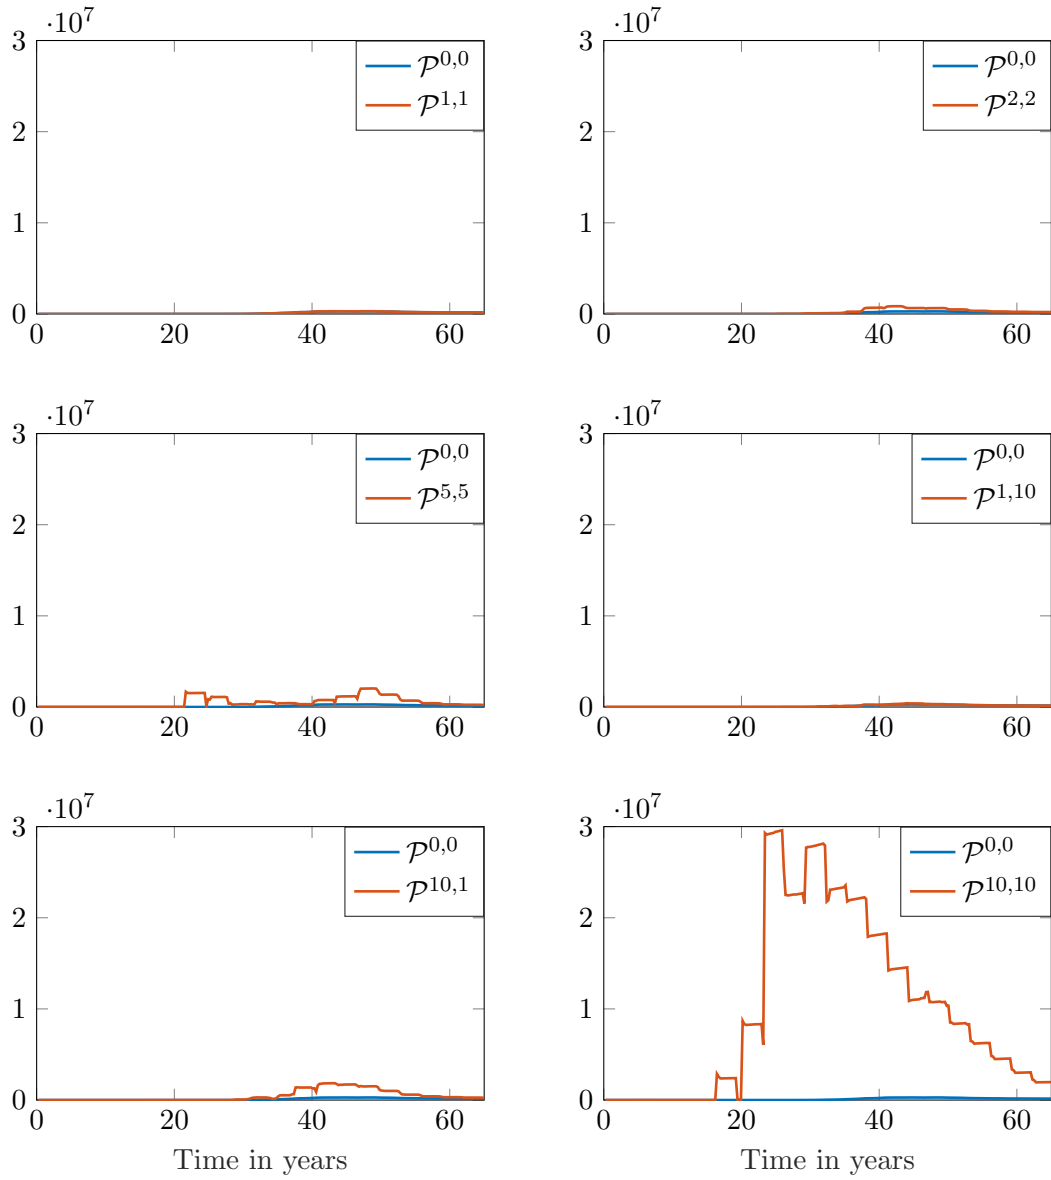 ·10^7 ·10^7
3 3
𝒫^{0,0} 𝒫^{0,0}
𝒫^{1,1} 𝒫^{2,2}
2 2
1 1
0 0
0 20 40 60 0 20 40 60
·10^7 ·10^7
3 3
𝒫^{0,0} 𝒫^{0,0}
𝒫^{5,5} 𝒫^{1,10}
2 2
1 1
0 0
0 20 40 60 0 20 40 60
·10^7 ·10^7
3 3
𝒫^{0,0} 𝒫^{0,0}
𝒫^{10,1} 𝒫^{10,10}
2 2
1 1
0 0
0 20 40 60 0 20 40 60
Time in years Time in years